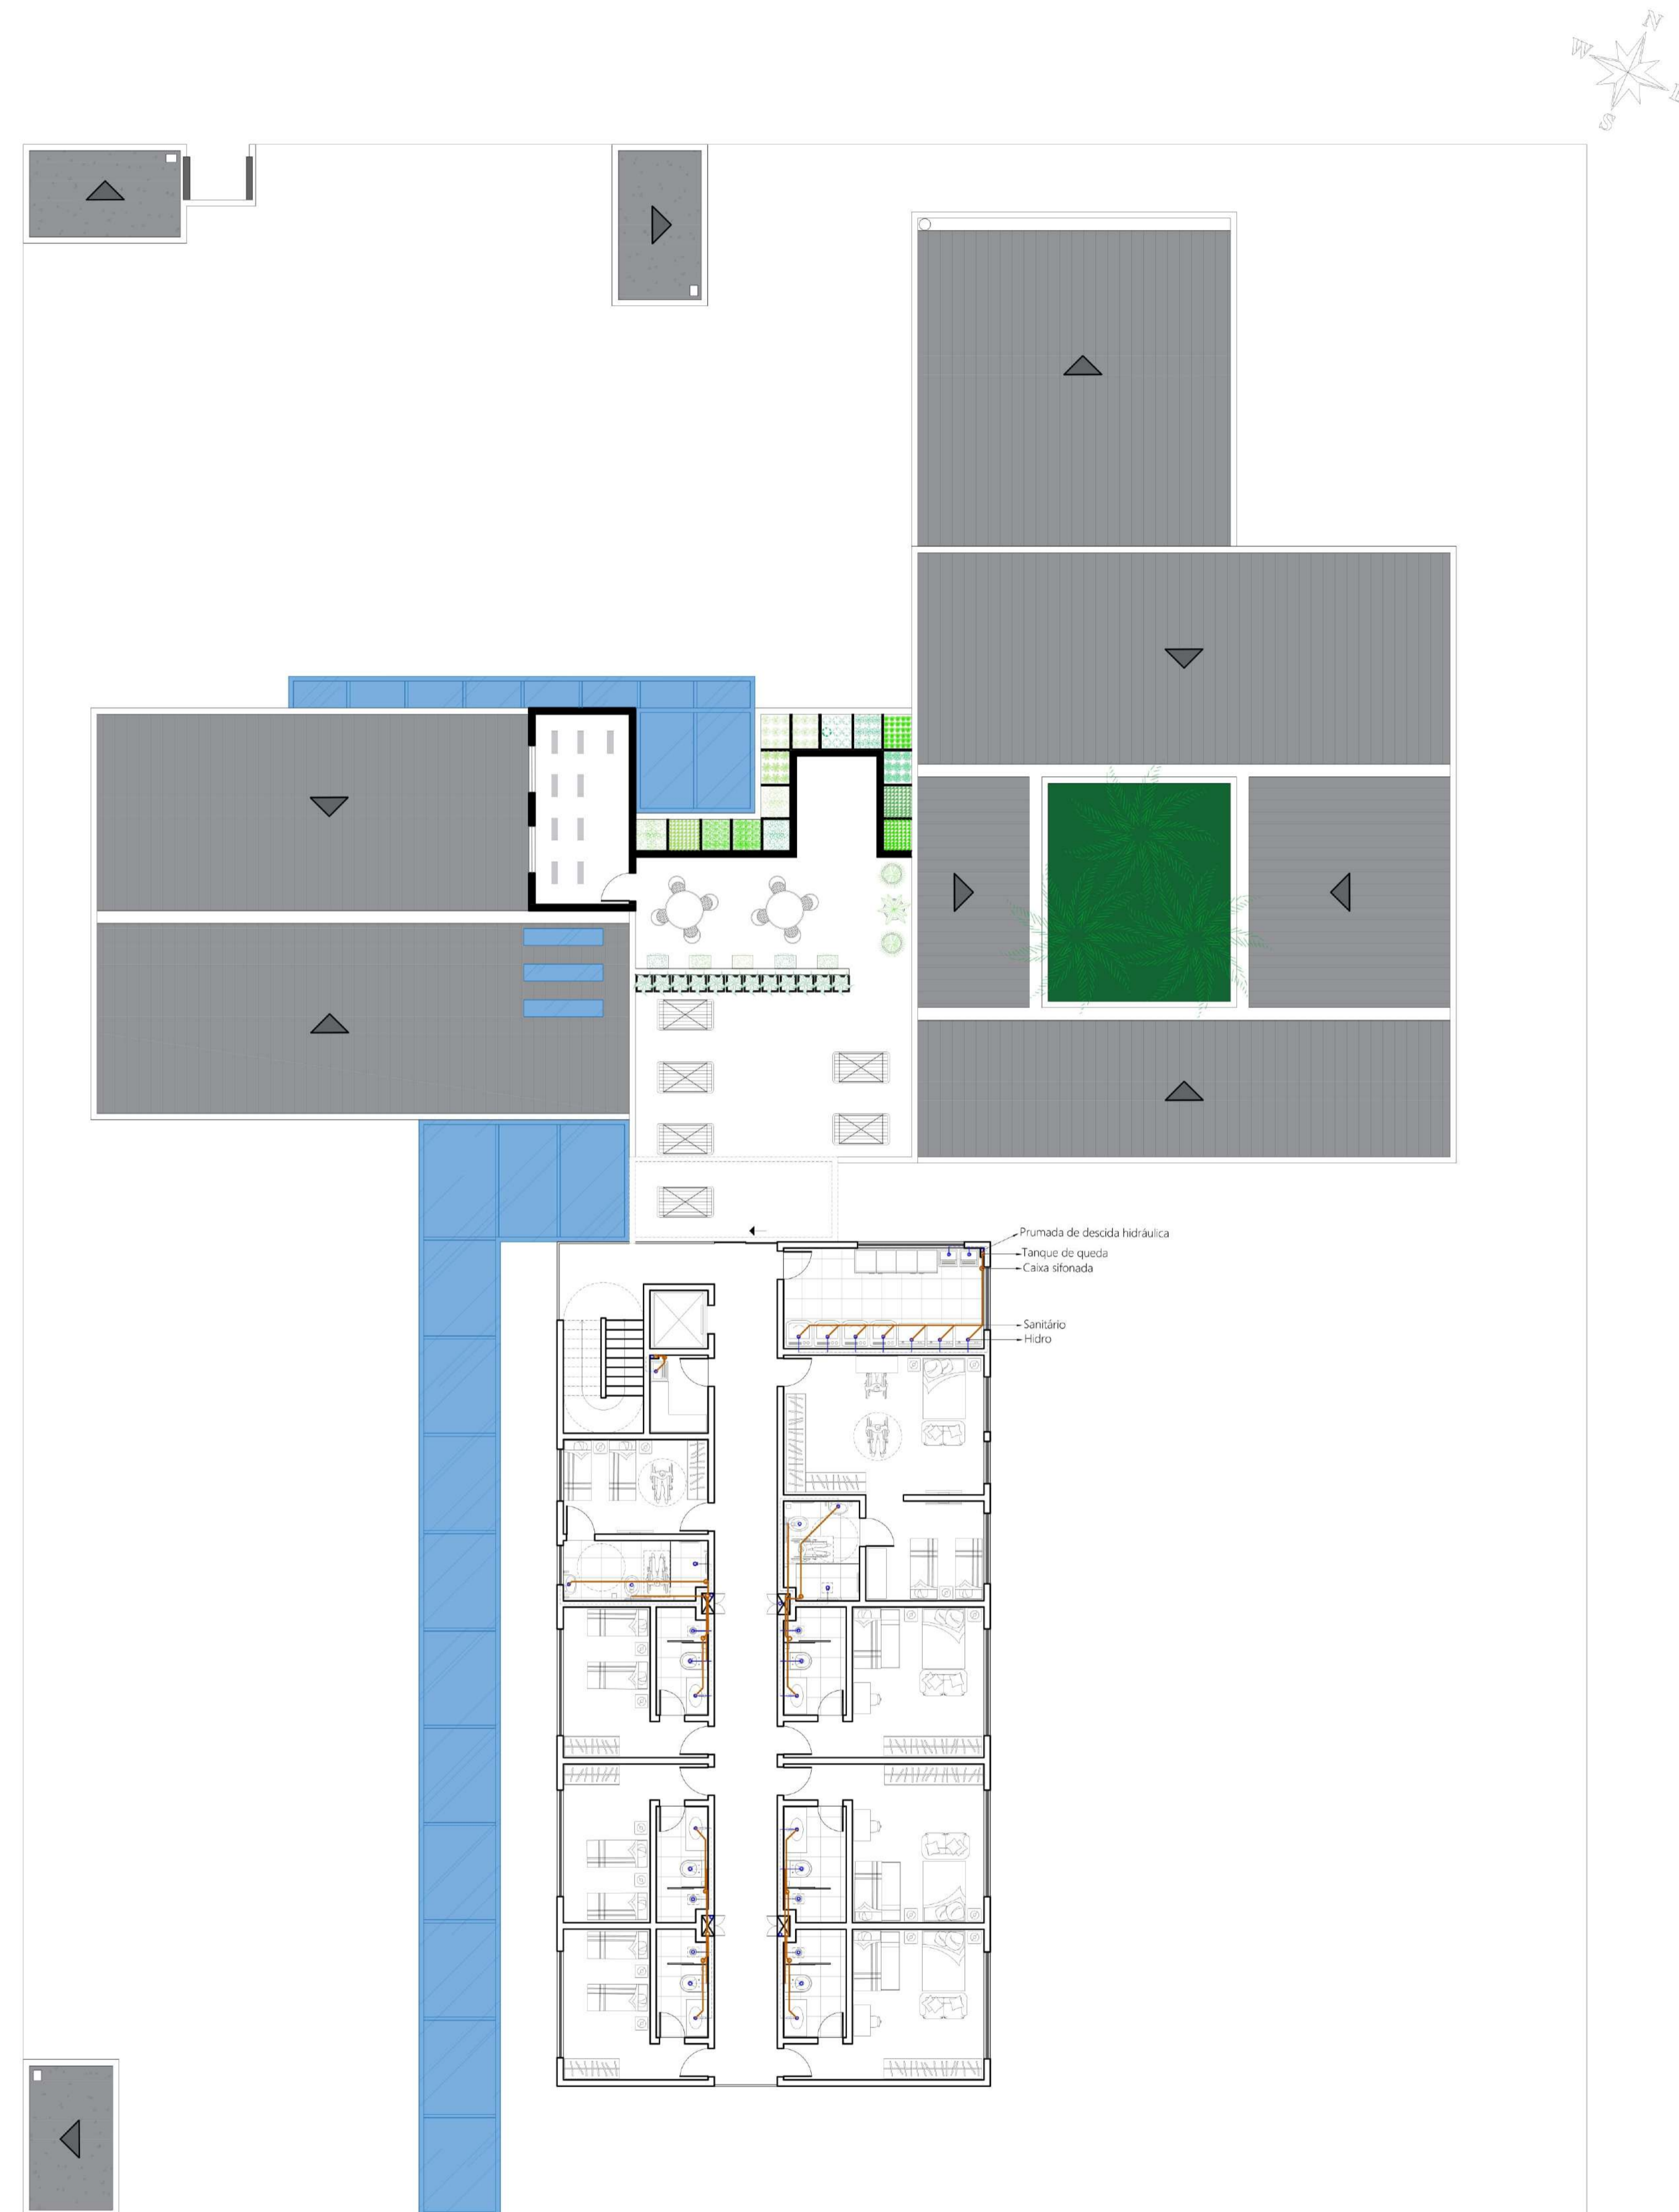 N
W
E
S
Prumada de descida hidráulica
Tanque de queda
Caixa sifonada
Sanitário
Hidro